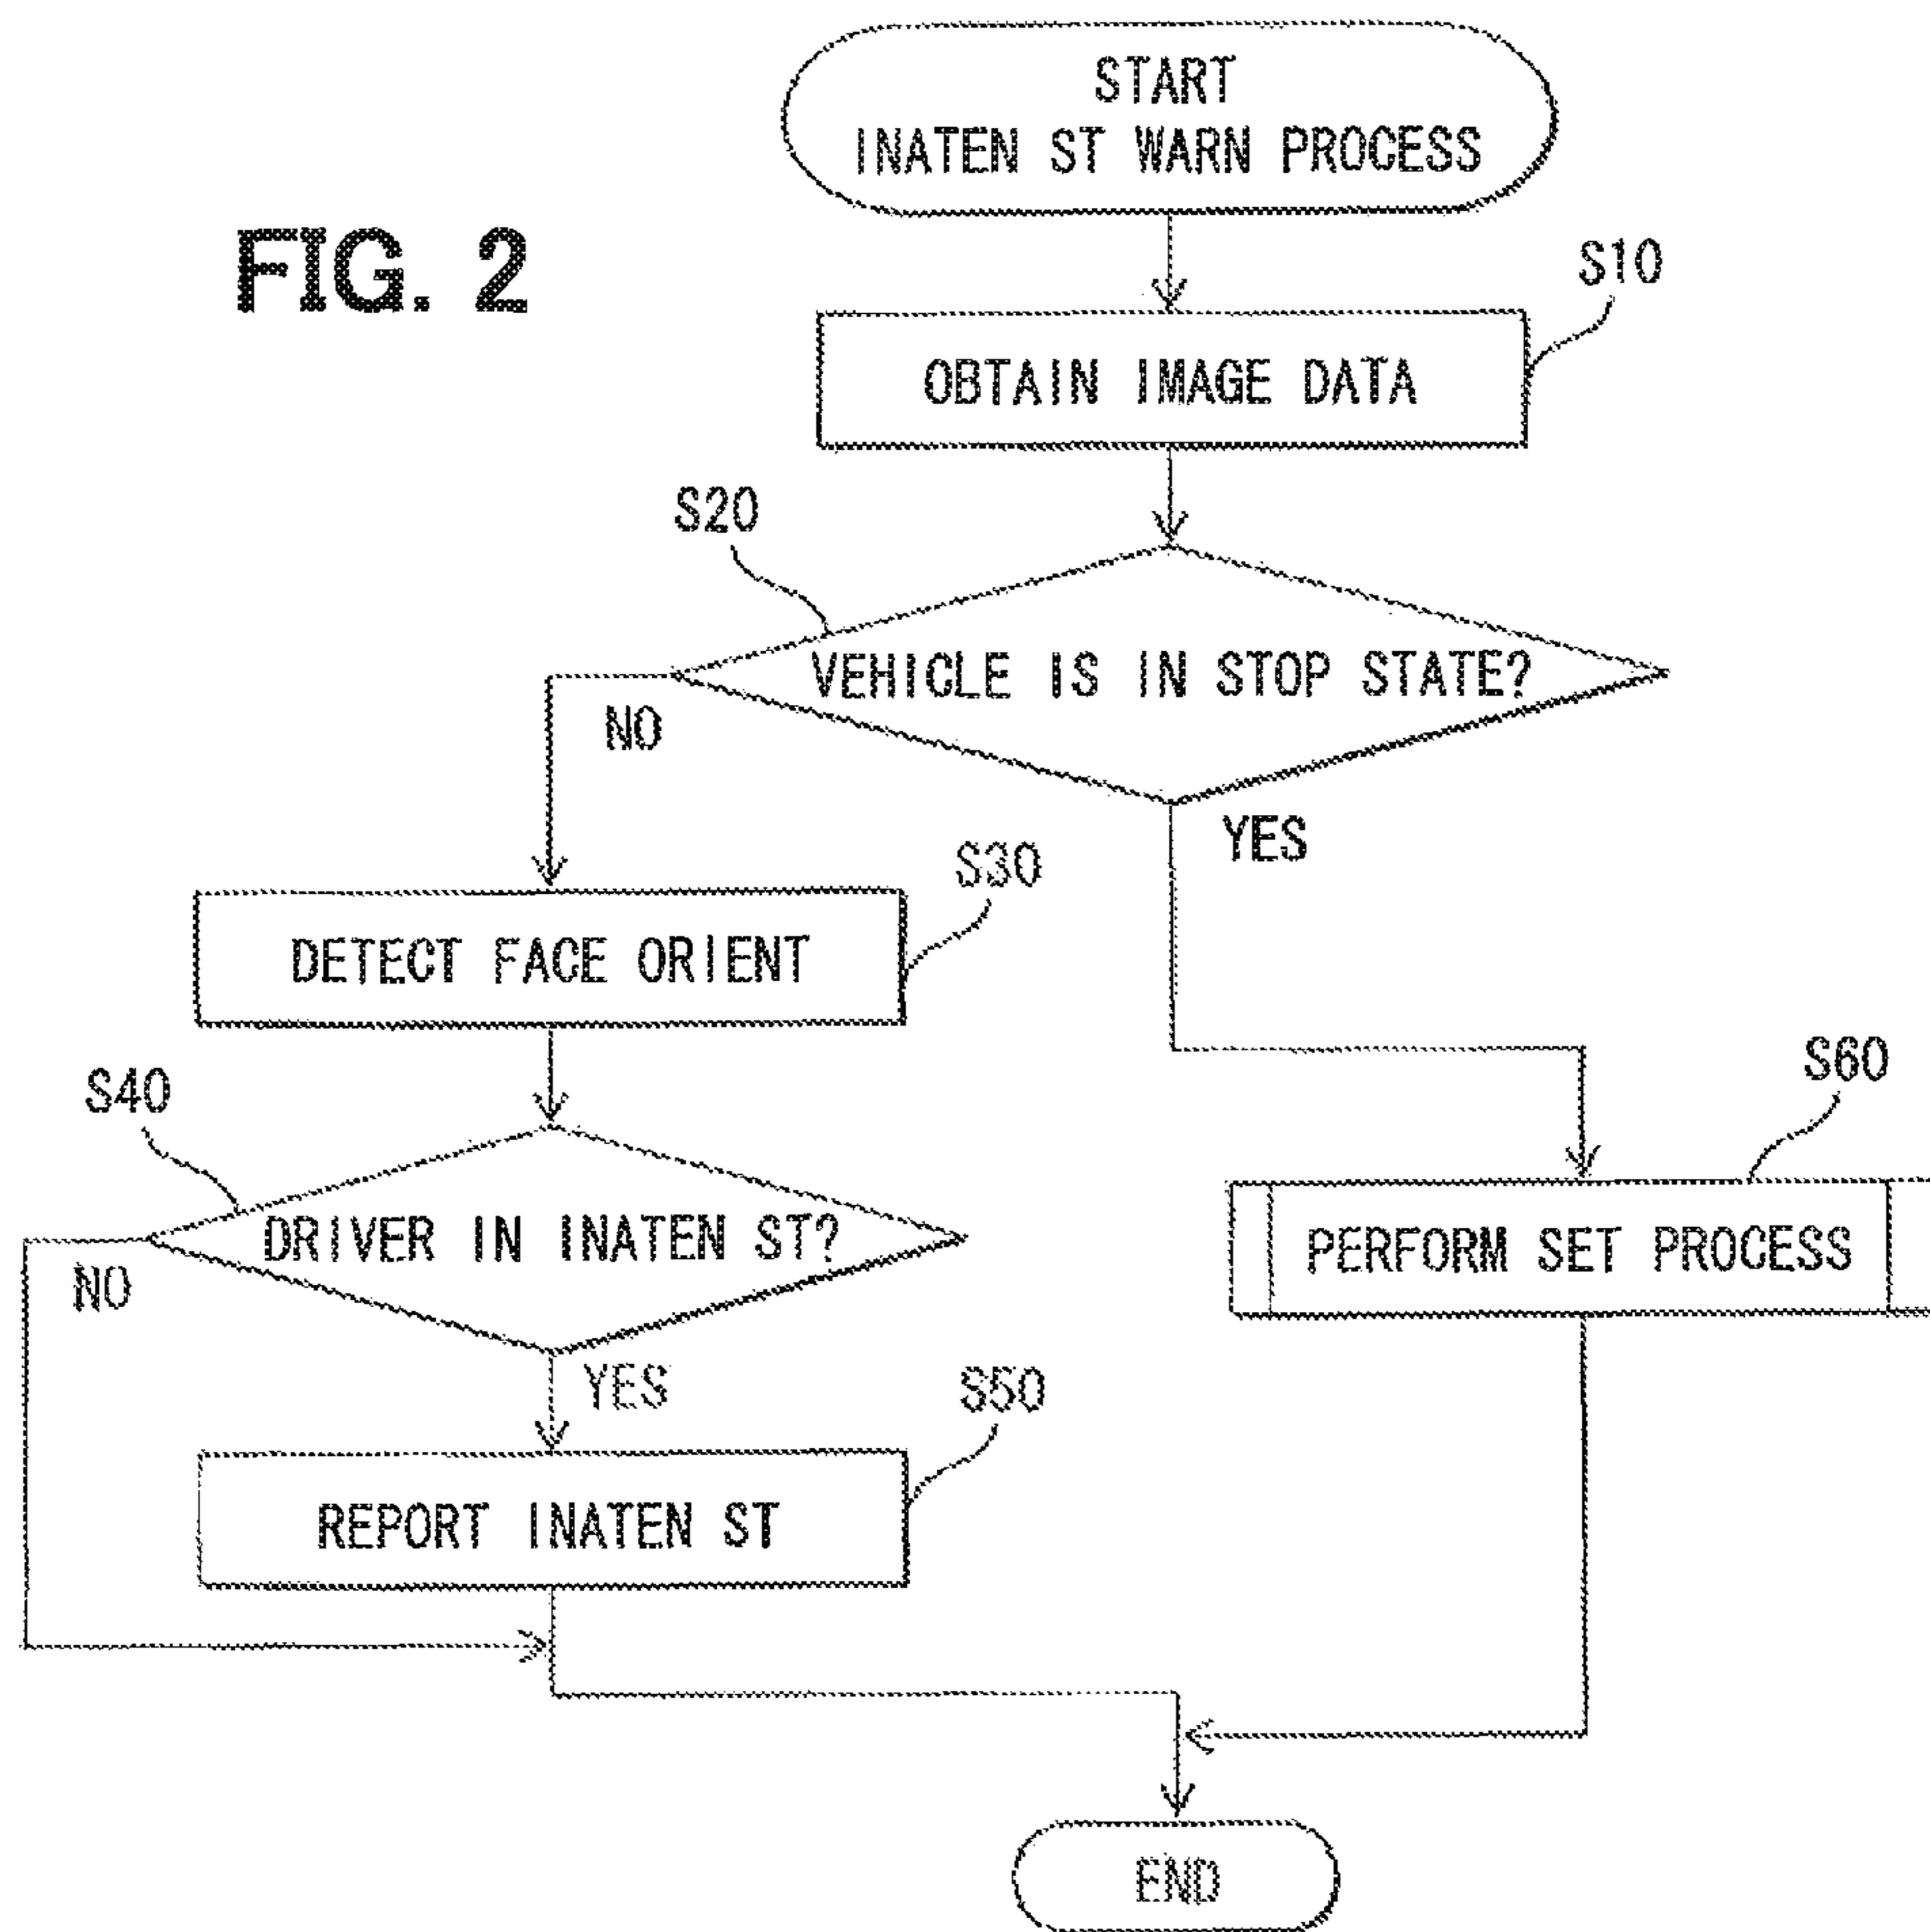 FIG. 2
START
INATEN ST WARN PROCESS
S10
OBTAIN IMAGE DATA
S20
VEHICLE IS IN STOP STATE?
NO
YES
S30
DETECT FACE ORIENT
S40
DRIVER IN INATEN ST?
NO
YES
S60
PERFORM SET PROCESS
S50
REPORT INATEN ST
END